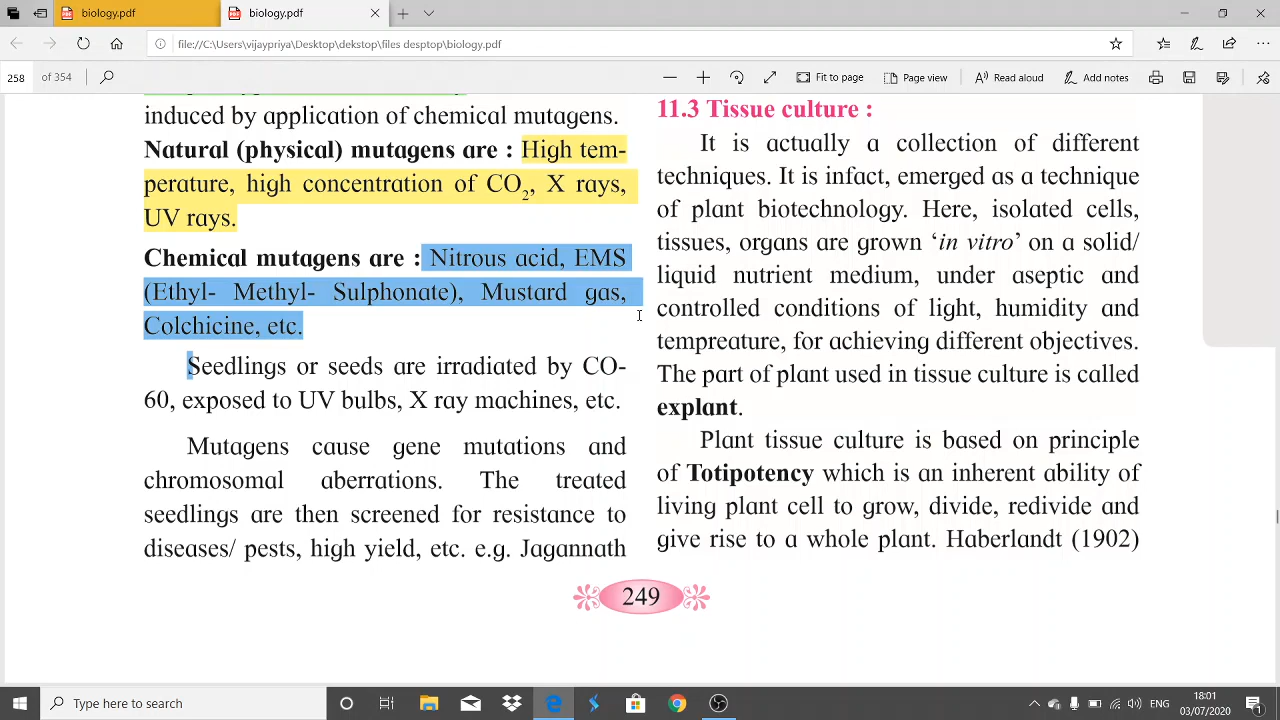 biology.pdf
biology.pdf
file://C:\Users\vijaypriya\Desktop\dekstop\files desptop\biology.pdf
258 of 354
Fit to page
Page view
Read aloud
Add notes
induced by application of chemical mutagens.
Natural (physical) mutagens are : High tem-
perature, high concentration of CO2, X rays,
UV rays.
Chemical mutagens are : Nitrous acid, EMS
(Ethyl- Methyl- Sulphonate), Mustard gas,
Colchicine, etc.
Seedlings or seeds are irradiated by CO-
60, exposed to UV bulbs, X ray machines, etc.
Mutagens cause gene mutations and
chromosomal aberrations. The treated
seedlings are then screened for resistance to
diseases/ pests, high yield, etc. e.g. Jagannath
11.3 Tissue culture :
It is actually a collection of different
techniques. It is infact, emerged as a technique
of plant biotechnology. Here, isolated cells,
tissues, organs are grown ‘in vitro’ on a solid/
liquid nutrient medium, under aseptic and
controlled conditions of light, humidity and
tempreature, for achieving different objectives.
The part of plant used in tissue culture is called
explant.
Plant tissue culture is based on principle
of Totipotency which is an inherent ability of
living plant cell to grow, divide, redivide and
give rise to a whole plant. Haberlandt (1902)
249
Type here to search
ENG
18:01
03/07/2020